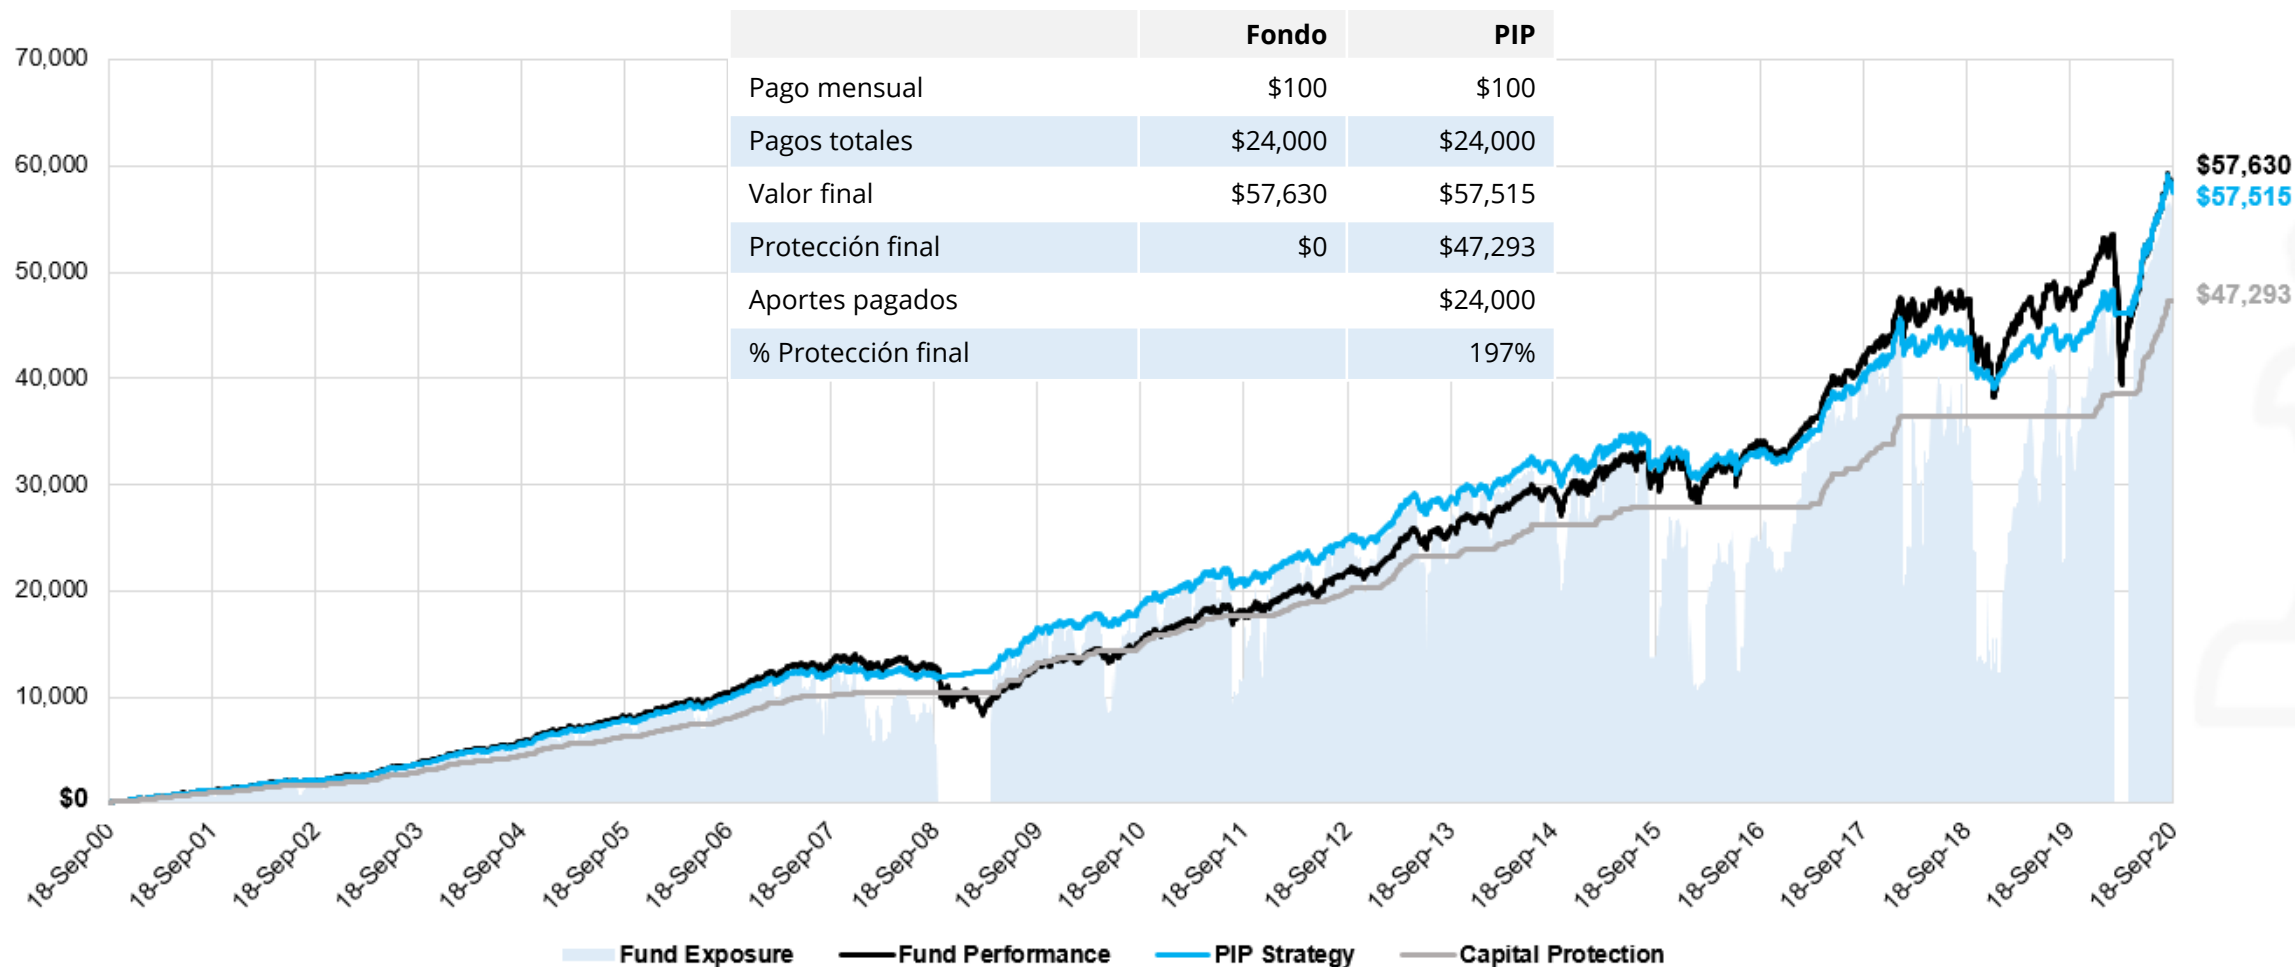 Fondo PIP
Pago mensual $100 $100
Pagos totales $24,000 $24,000
Valor final $57,630 $57,515
Protección final $0 $47,293
Aportes pagados $24,000
% Protección final 197%
70,000
60,000
50,000
40,000
30,000
20,000
10,000
$0
$57,630
$57,515
$47,293
18-Sep-00
18-Sep-01
18-Sep-02
18-Sep-03
18-Sep-04
18-Sep-05
18-Sep-06
18-Sep-07
18-Sep-08
18-Sep-09
18-Sep-10
18-Sep-11
18-Sep-12
18-Sep-13
18-Sep-14
18-Sep-15
18-Sep-16
18-Sep-17
18-Sep-18
18-Sep-19
18-Sep-20
Fund Exposure Fund Performance PIP Strategy Capital Protection